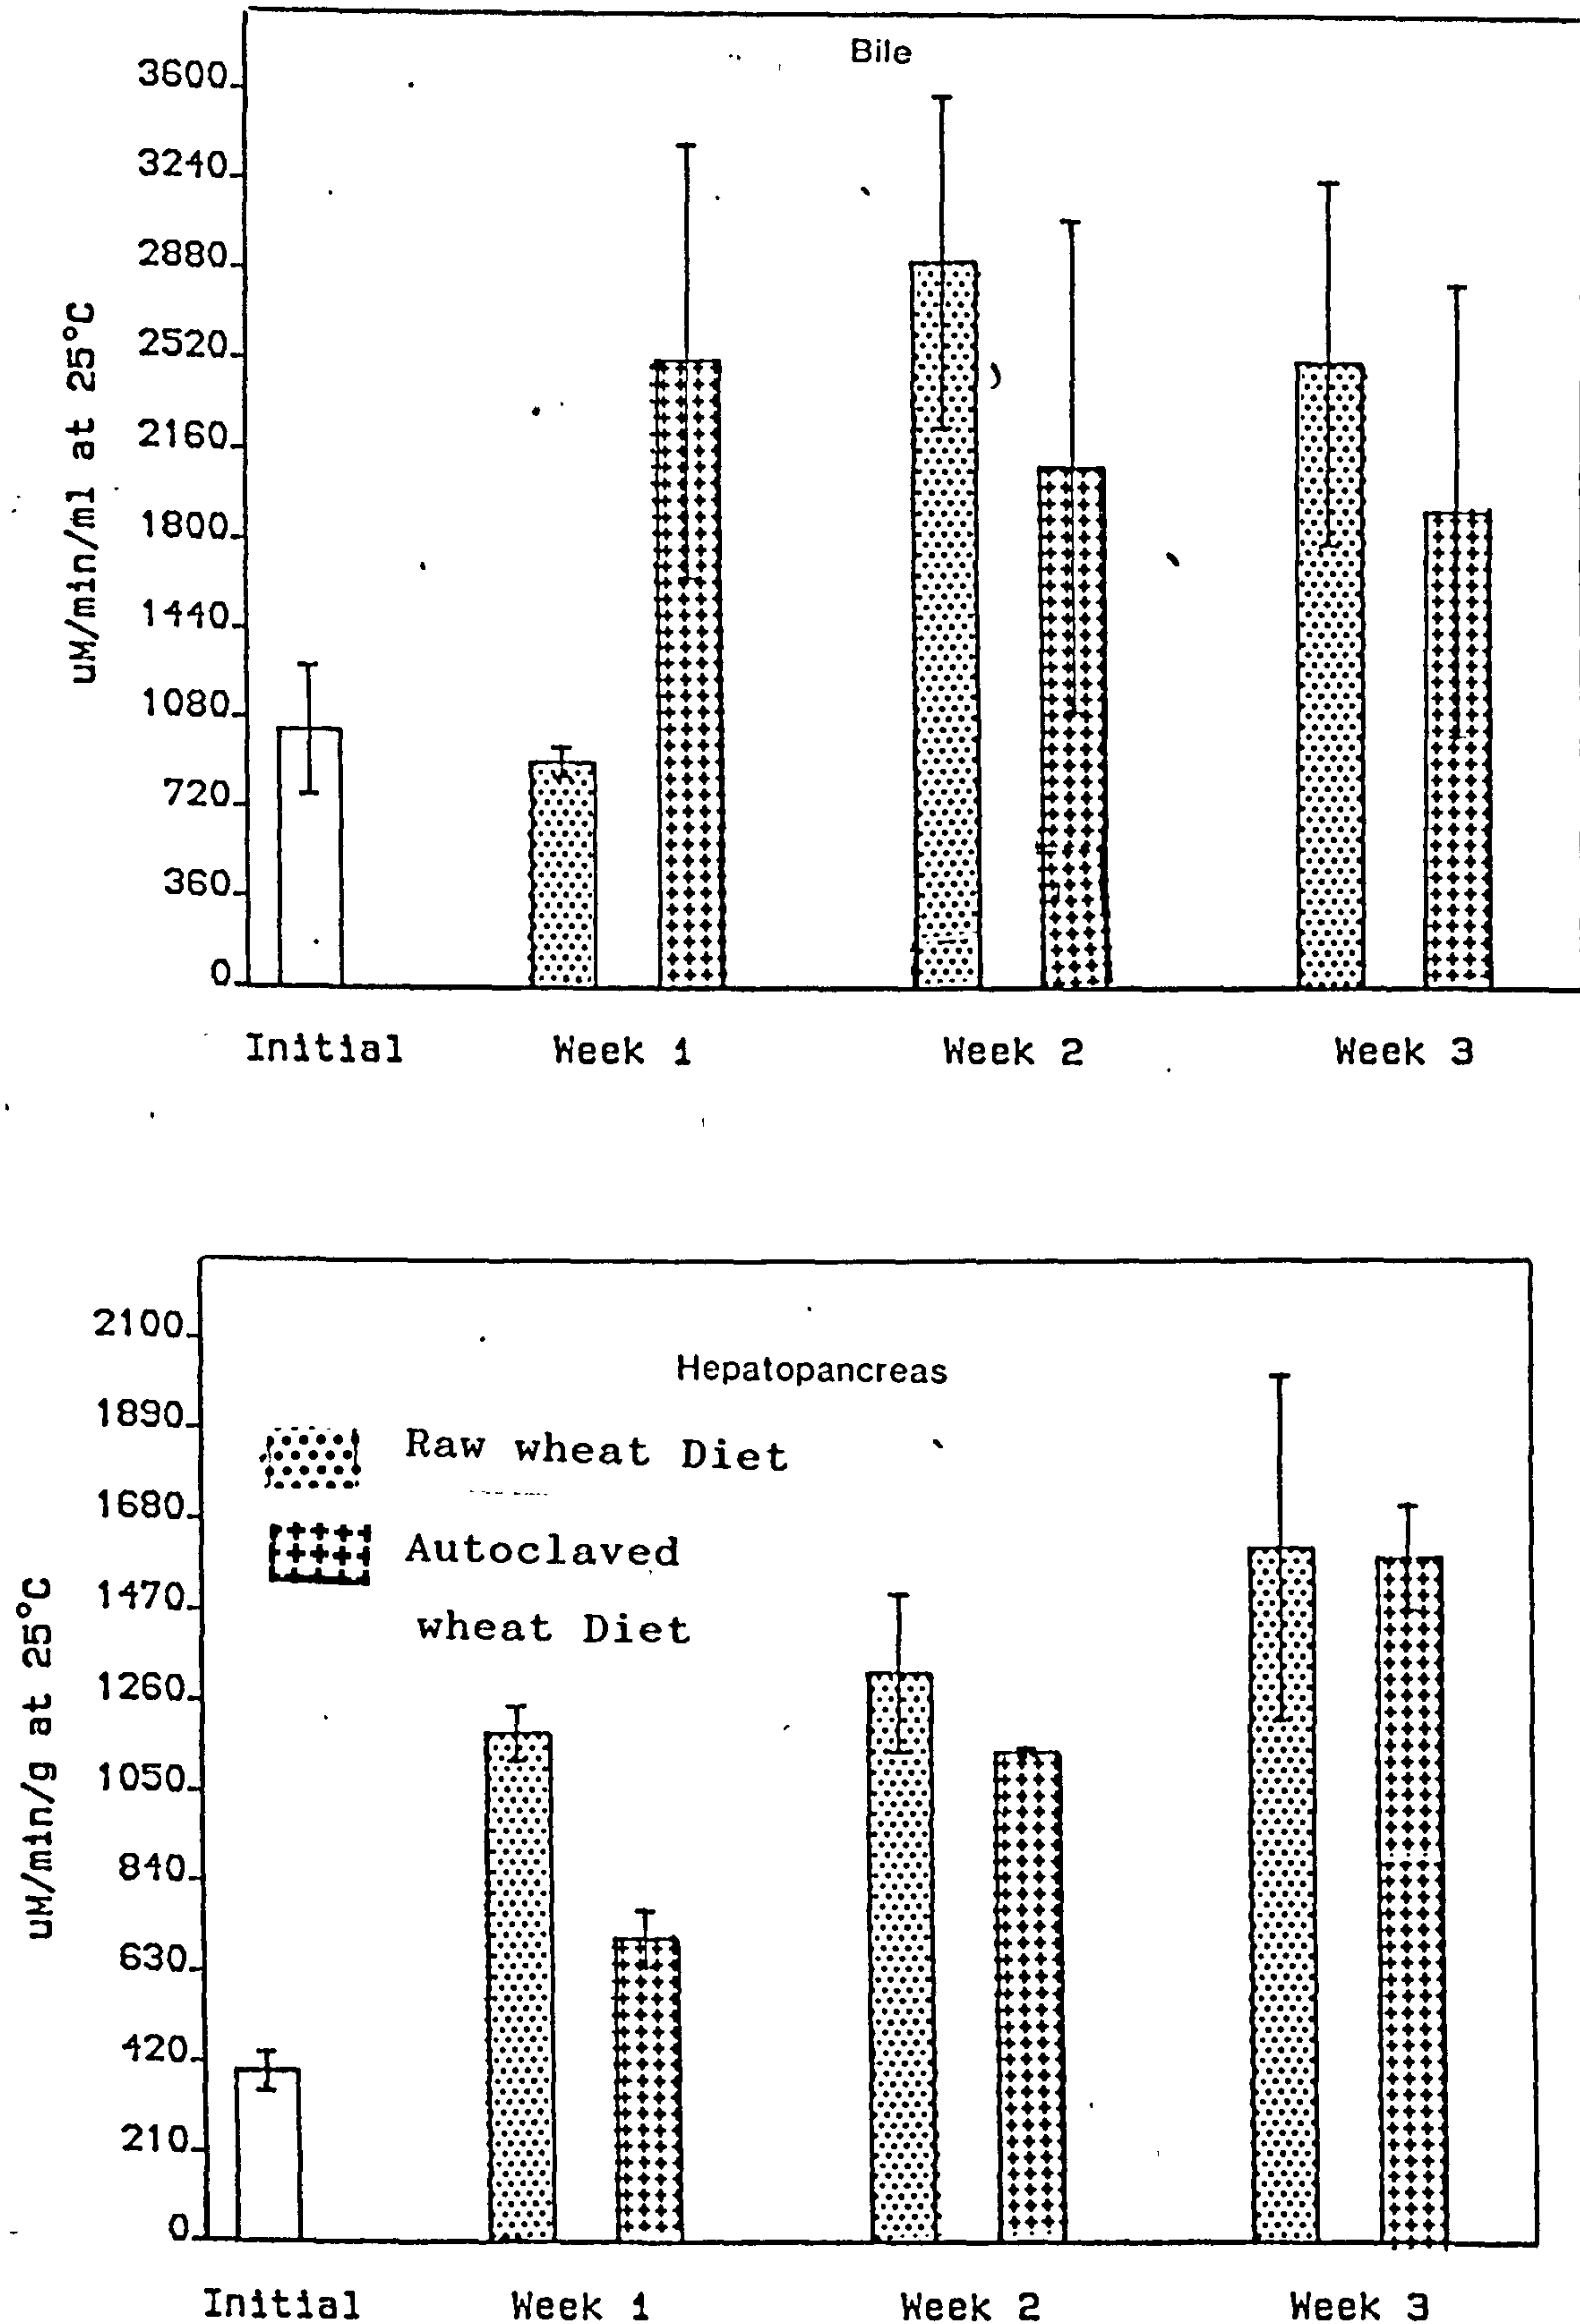 Bile
3600
3240
2880
2520
2160
1800
1440
1080
720
360
0
uM/min/ml at 25°C
Initial Week 1 Week 2 Week 3
Hepatopancreas
2100
1890
1680
1470
1260
1050
840
630
420
210
0
uM/min/g at 25°C
Raw wheat Diet
Autoclaved
wheat Diet
Initial Week 1 Week 2 Week 3